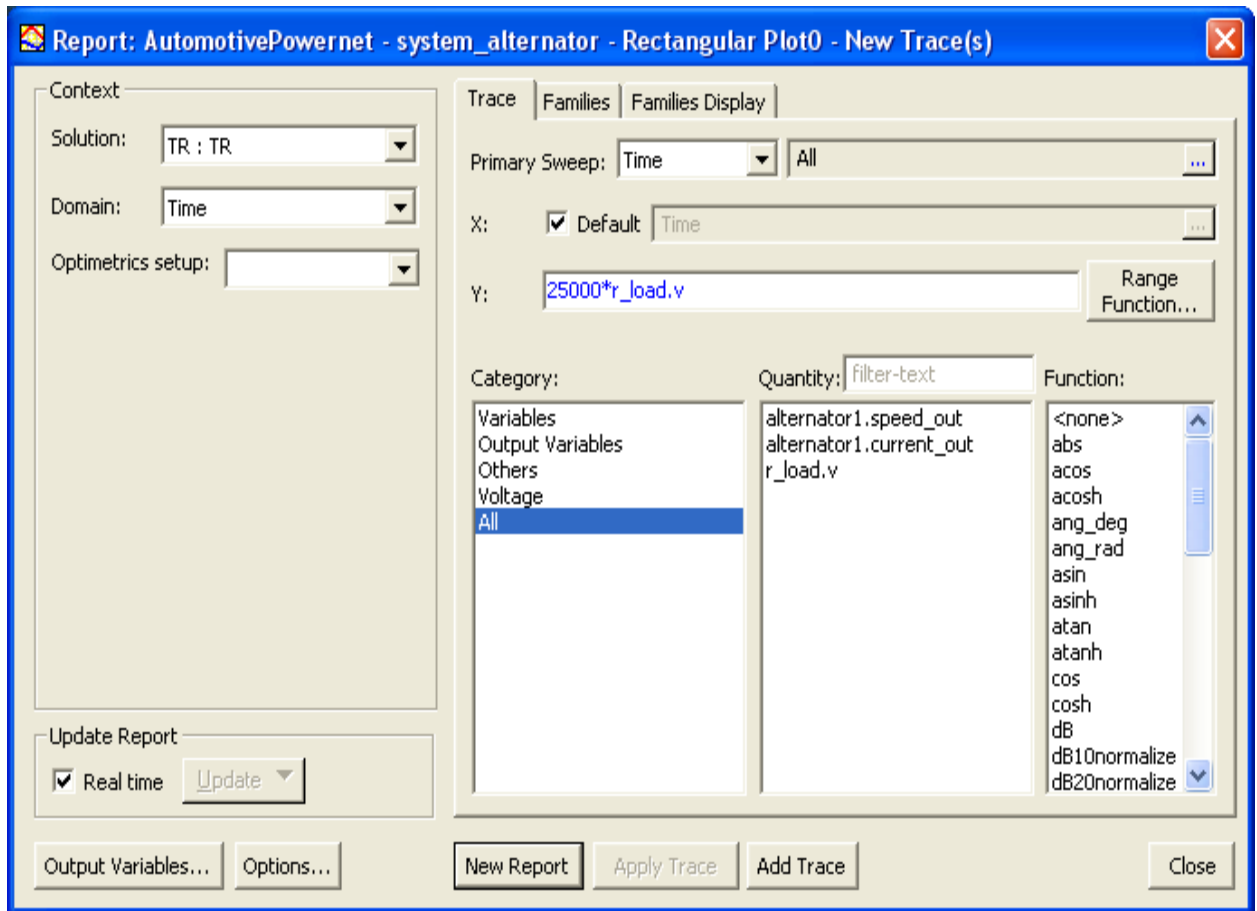 Report: AutomotivePowernet - system_alternator - Rectangular Plot0 - New Trace(s)
Context
Solution: TR : TR
Domain: Time
Optimetrics setup:
Update Report
Real time Update
Output Variables... Options...
Trace Families Families Display
Primary Sweep: Time All ...
X: Default Time ...
Y: 25000*r_load.v Range Function...
Category:
Variables
Output Variables
Others
Voltage
All
Quantity: filter-text
alternator1.speed_out
alternator1.current_out
r_load.v
Function:
<none>
abs
acos
acosh
ang_deg
ang_rad
asin
asinh
atan
atanh
cos
cosh
dB
dB10normalize
dB20normalize
New Report Apply Trace Add Trace Close